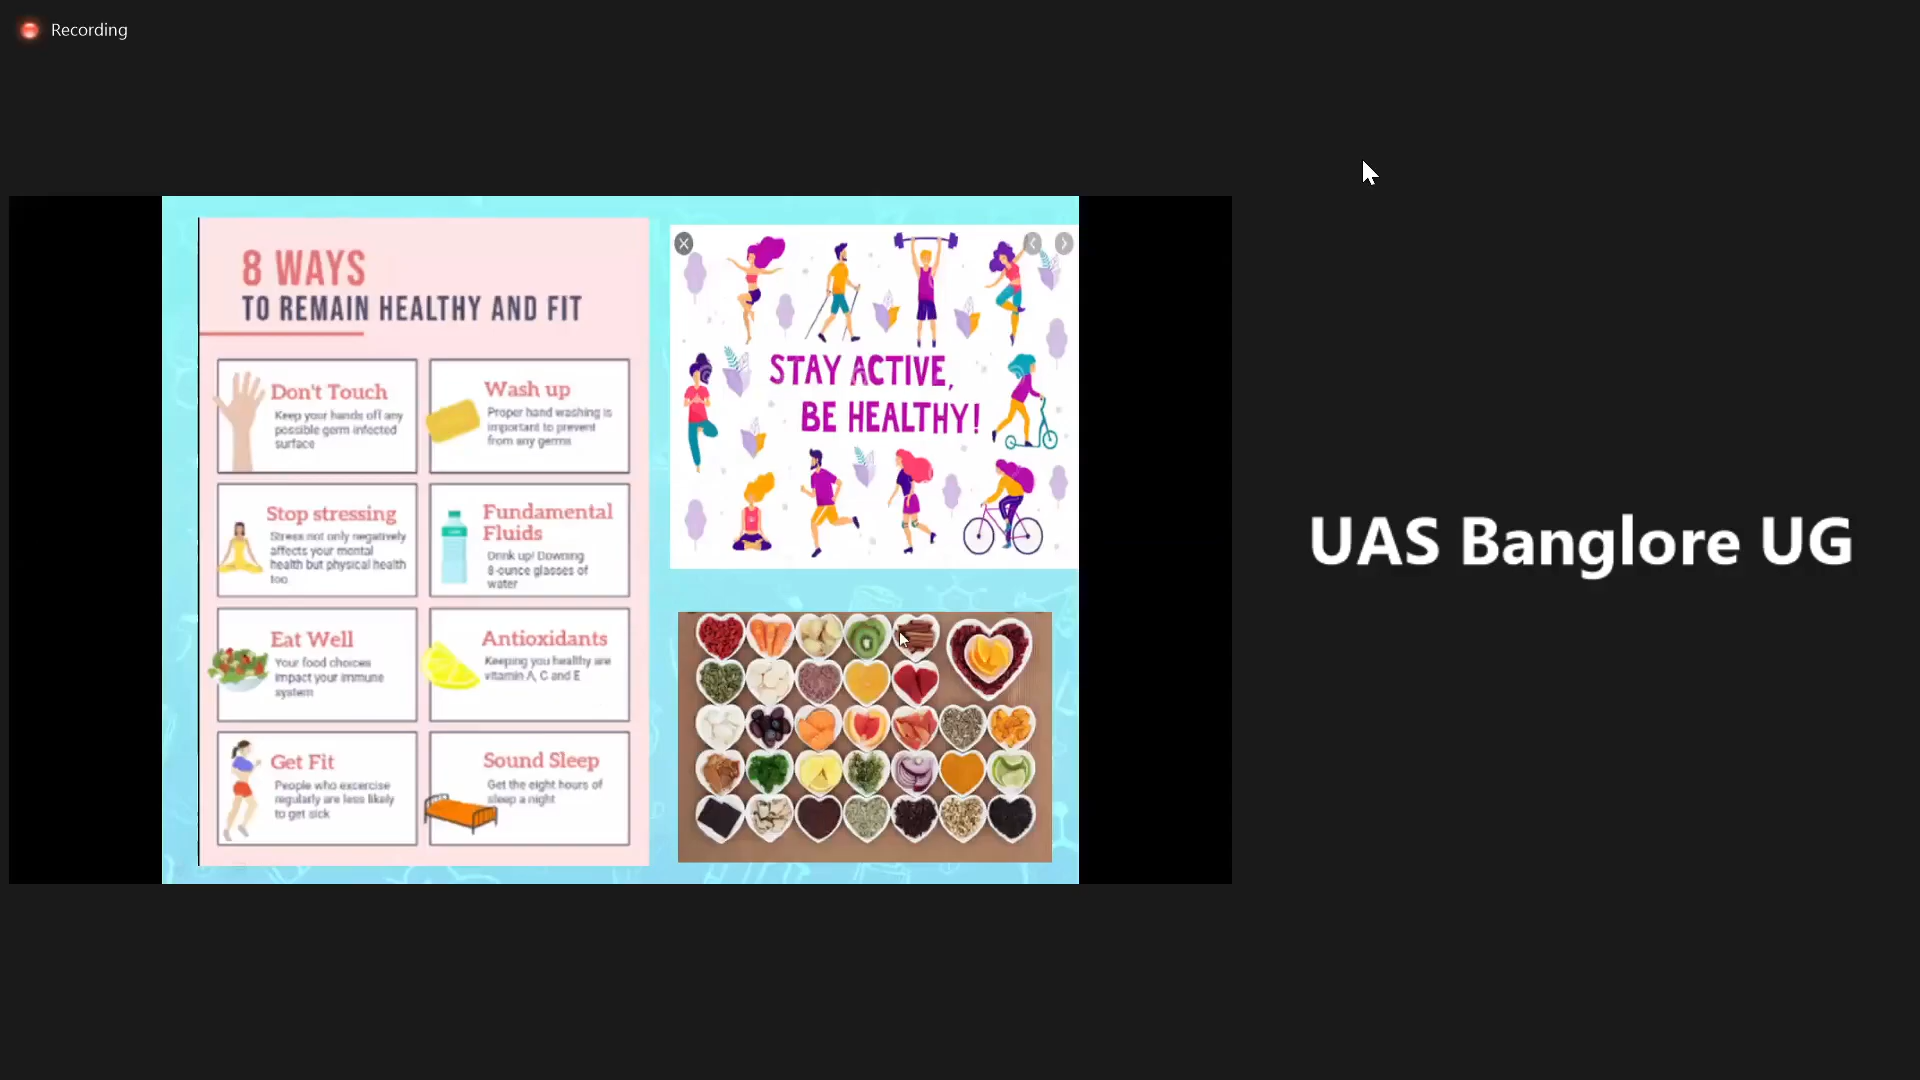 Recording
8 WAYS
TO REMAIN HEALTHY AND FIT
Don't Touch
Keep your hands off any
possible germ infected
surface
Wash up
Proper hand washing is
important to prevent
from any germs
Stop stressing
Stress not only negatively
affects your mental
health but physical health
too
Fundamental
Fluids
Drink up! Downing
8-ounce glasses of
water
Eat Well
Your food choices
impact your immune
system
Antioxidants
Keeping you healthy are
vitamin A, C and E
Get Fit
People who excercise
regularly are less likely
to get sick
Sound Sleep
Get the eight hours of
sleep a night
STAY ACTIVE,
BE HEALTHY!
UAS Banglore UG